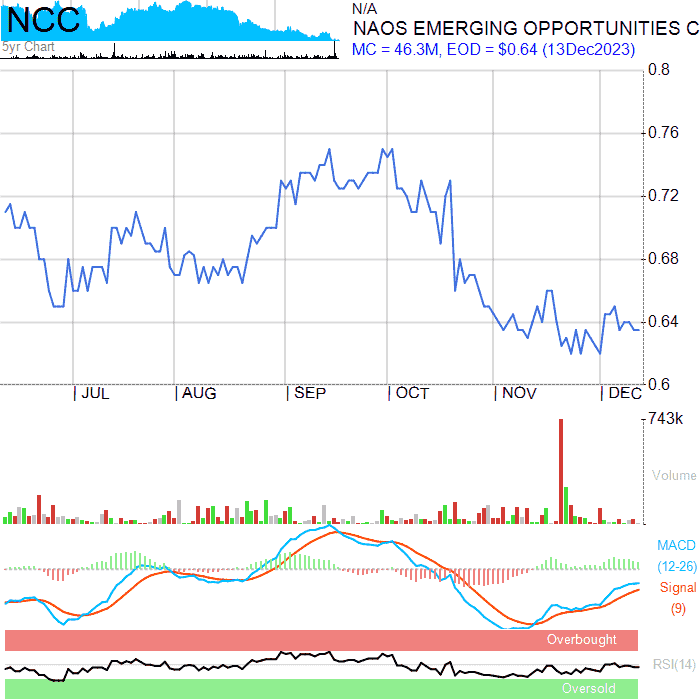 NCC
5yr Chart
N/A
NAOS EMERGING OPPORTUNITIES C
MC = 46.3M, EOD = $0.64 (13Dec2023)
0.8
0.76
0.72
0.68
0.64
0.6
JUL AUG SEP OCT NOV DEC
743k
Volume
MACD
(12-26)
Signal
(9)
Overbought
RSI(14)
Oversold